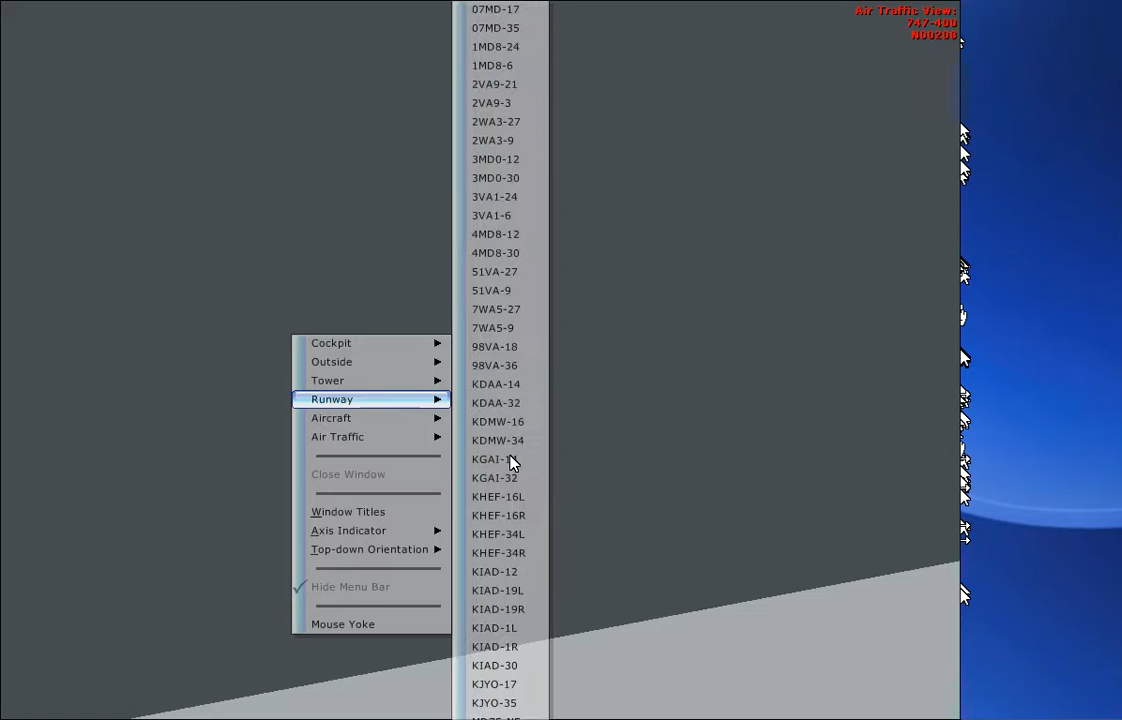 Air Traffic View:
747-400
N00208
07MD-17
07MD-35
1MD8-24
1MD8-6
2VA9-21
2VA9-3
2WA3-27
2WA3-9
3MD0-12
3MD0-30
3VA1-24
3VA1-6
4MD8-12
4MD8-30
51VA-27
51VA-9
7WA5-27
7WA5-9
98VA-18
98VA-36
KDAA-14
KDAA-32
KDMW-16
KDMW-34
KGAI-32
KHEF-16L
KHEF-16R
KHEF-34L
KHEF-34R
KIAD-12
KIAD-19L
KIAD-19R
KIAD-1L
KIAD-1R
KIAD-30
KJYO-17
KJYO-35
Cockpit
Outside
Tower
Runway
Aircraft
Air Traffic
Close Window
Window Titles
Axis Indicator
Top-down Orientation
Hide Menu Bar
Mouse Yoke